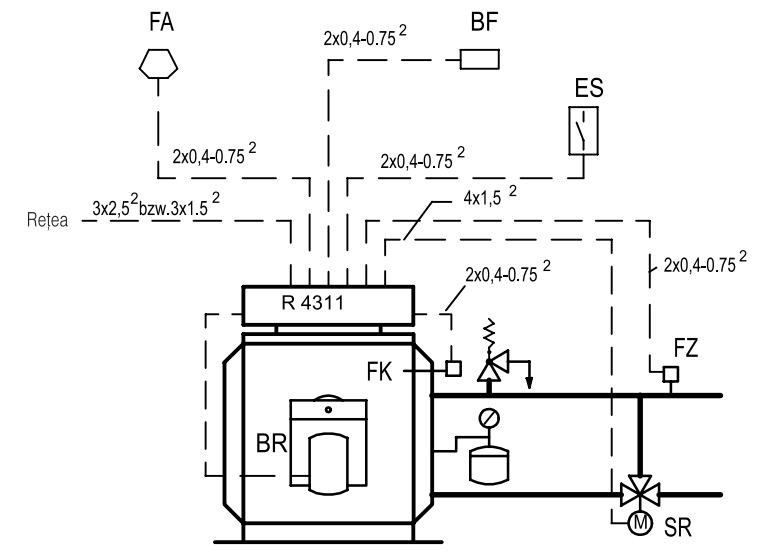 FA
BF
2x0,4-0.75 2
ES
2x0,4-0.75 2
2x0,4-0.75 2
4x1,5 2
Rețea
3x2,5 2 bzw.3x1.5 2
2x0,4-0.75 2
2x0,4-0.75 2
R 4311
FK
FZ
BR
M
SR